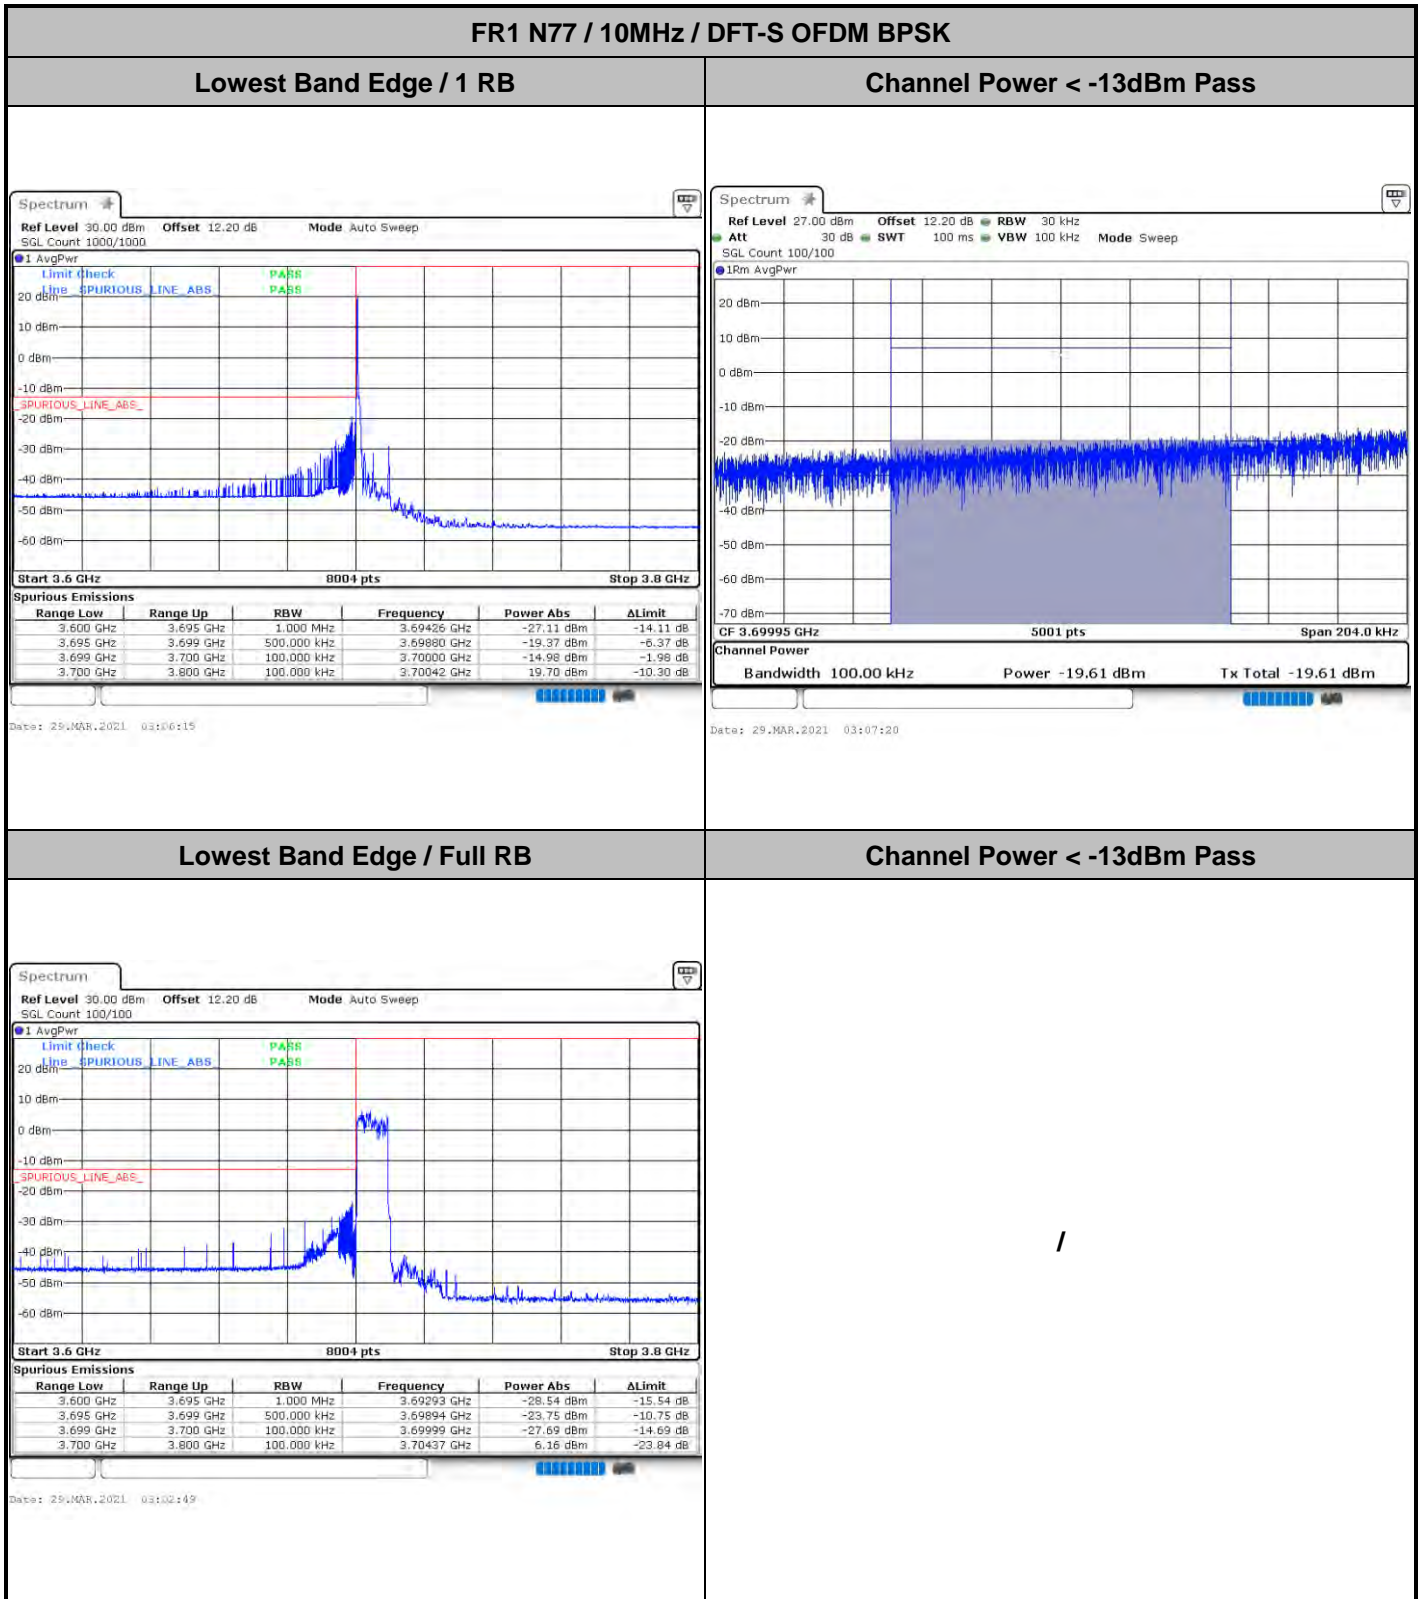 FR1 N77 / 10MHz / DFT-S OFDM BPSK
Lowest Band Edge / 1 RB
Channel Power < -13dBm Pass
Spectrum
Ref Level 30.00 dBm Offset 12.20 dB Mode Auto Sweep
SGL Count 1000/1000
1 AvgPwr
Limit Check PASS
Line _SPURIOUS_LINE_ABS_ PASS
20 dBm
10 dBm
0 dBm
-10 dBm
_SPURIOUS_LINE_ABS_
-20 dBm
-30 dBm
-40 dBm
-50 dBm
-60 dBm
Start 3.6 GHz 8004 pts Stop 3.8 GHz
Spurious Emissions
Range Low Range Up RBW Frequency Power Abs ΔLimit
3.600 GHz 3.695 GHz 1.000 MHz 3.69426 GHz -27.11 dBm -14.11 dB
3.695 GHz 3.699 GHz 500.000 kHz 3.69880 GHz -19.37 dBm -6.37 dB
3.699 GHz 3.700 GHz 100.000 kHz 3.70000 GHz -14.98 dBm -1.98 dB
3.700 GHz 3.800 GHz 100.000 kHz 3.70042 GHz 19.70 dBm -10.30 dB
Date: 29.MAR.2021 03:06:15
Spectrum
Ref Level 27.00 dBm Offset 12.20 dB RBW 30 kHz
Att 30 dB SWT 100 ms VBW 100 kHz Mode Sweep
SGL Count 100/100
1Rm AvgPwr
20 dBm
10 dBm
0 dBm
-10 dBm
-20 dBm
-40 dBm
-50 dBm
-60 dBm
-70 dBm
CF 3.69995 GHz 5001 pts Span 204.0 kHz
Channel Power
Bandwidth 100.00 kHz Power -19.61 dBm Tx Total -19.61 dBm
Date: 29.MAR.2021 03:07:20
Lowest Band Edge / Full RB
Channel Power < -13dBm Pass
Spectrum
Ref Level 30.00 dBm Offset 12.20 dB Mode Auto Sweep
SGL Count 100/100
1 AvgPwr
Limit Check PASS
Line _SPURIOUS_LINE_ABS_ PASS
20 dBm
10 dBm
0 dBm
-10 dBm
_SPURIOUS_LINE_ABS_
-20 dBm
-30 dBm
-40 dBm
-50 dBm
-60 dBm
Start 3.6 GHz 8004 pts Stop 3.8 GHz
Spurious Emissions
Range Low Range Up RBW Frequency Power Abs ΔLimit
3.600 GHz 3.695 GHz 1.000 MHz 3.69293 GHz -28.54 dBm -15.54 dB
3.695 GHz 3.699 GHz 500.000 kHz 3.69894 GHz -23.75 dBm -10.75 dB
3.699 GHz 3.700 GHz 100.000 kHz 3.69999 GHz -27.69 dBm -14.69 dB
3.700 GHz 3.800 GHz 100.000 kHz 3.70437 GHz 6.16 dBm -23.84 dB
Date: 29.MAR.2021 03:02:49
/